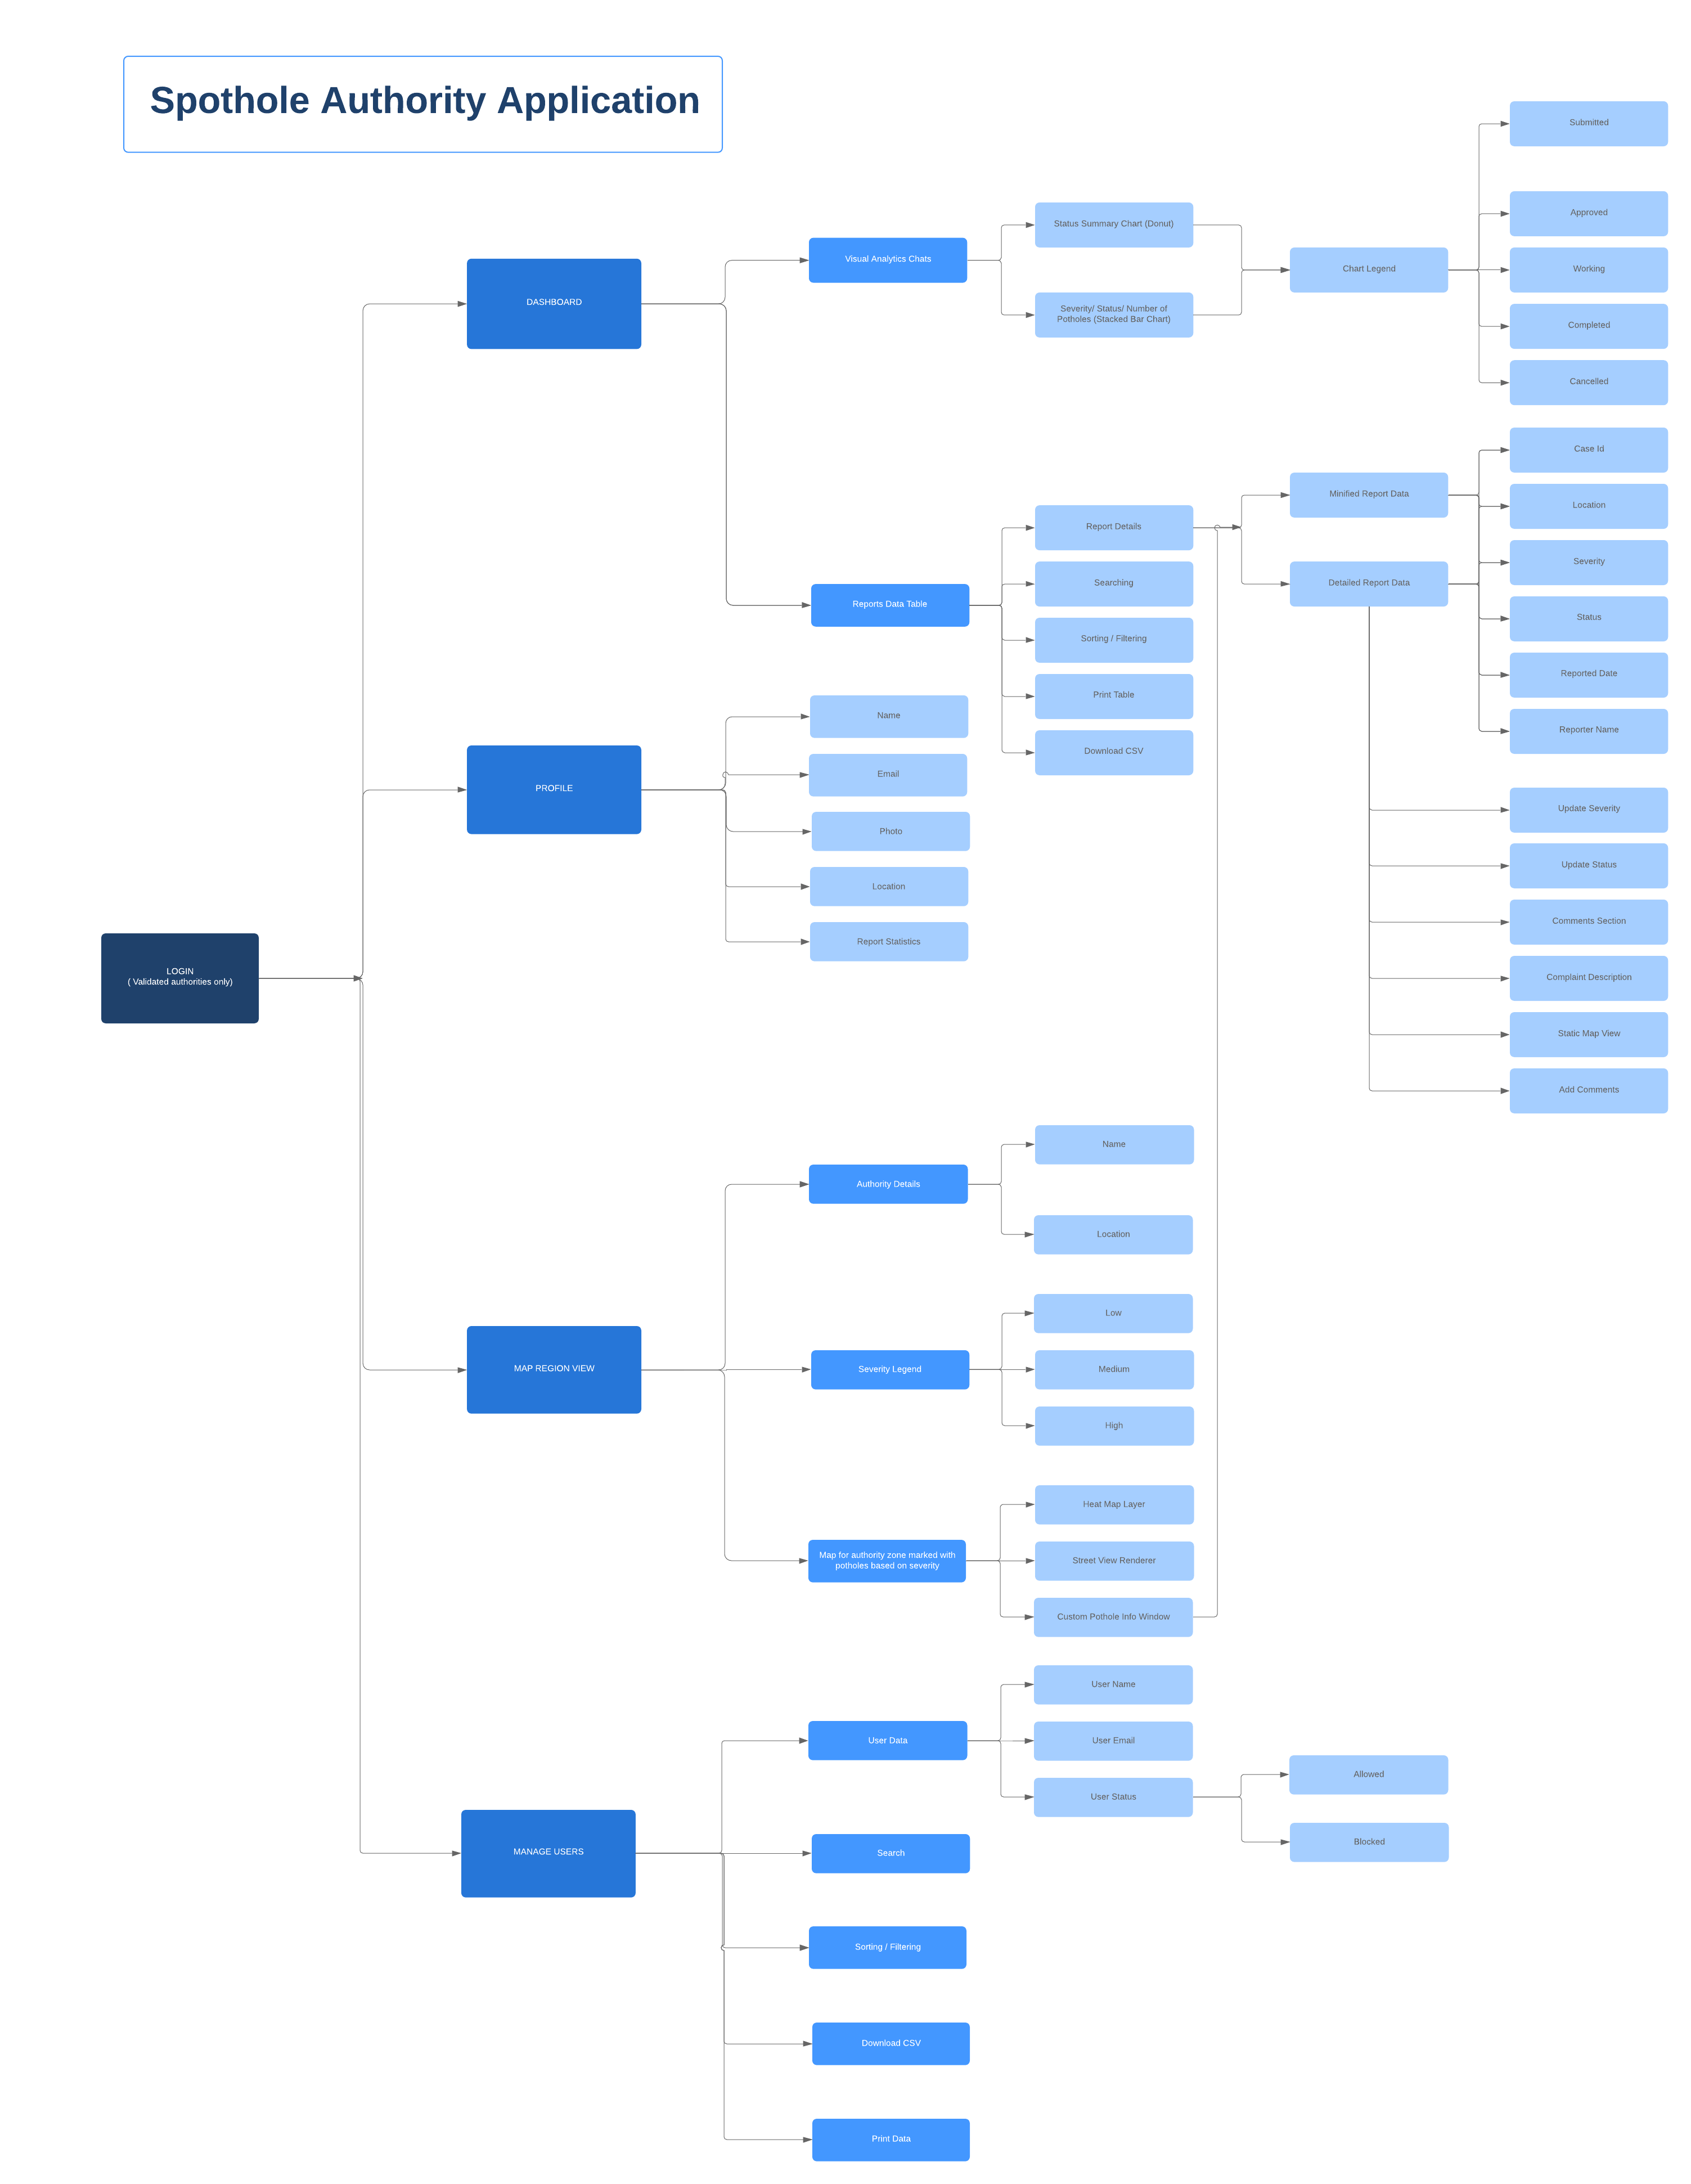 Spothole Authority Application
LOGIN
( Validated authorities only)
DASHBOARD
Visual Analytics Chats
Status Summary Chart (Donut)
Severity/ Status/ Number of
Potholes (Stacked Bar Chart)
Chart Legend
Submitted
Approved
Working
Completed
Cancelled
Reports Data Table
Report Details
Searching
Sorting / Filtering
Print Table
Download CSV
Minified Report Data
Detailed Report Data
Case Id
Location
Severity
Status
Reported Date
Reporter Name
Update Severity
Update Status
Comments Section
Complaint Description
Static Map View
Add Comments
PROFILE
Name
Email
Photo
Location
Report Statistics
MAP REGION VIEW
Authority Details
Name
Location
Severity Legend
Low
Medium
High
Map for authority zone marked with
potholes based on severity
Heat Map Layer
Street View Renderer
Custom Pothole Info Window
MANAGE USERS
User Data
User Name
User Email
User Status
Allowed
Blocked
Search
Sorting / Filtering
Download CSV
Print Data